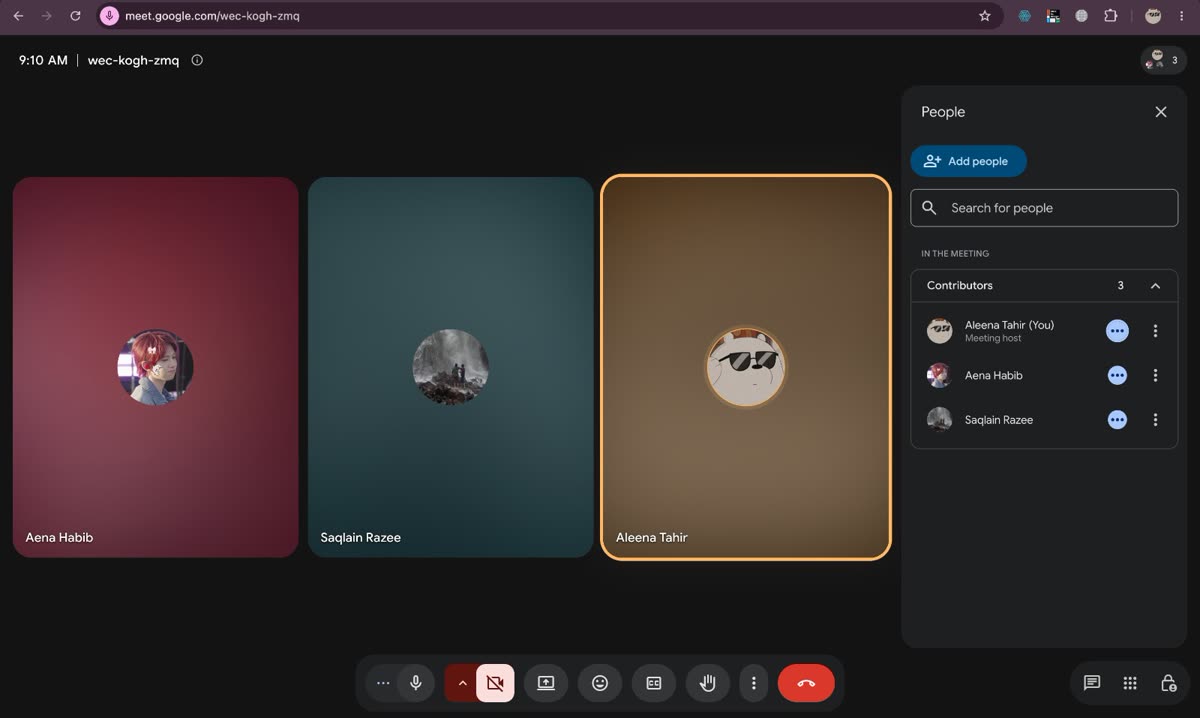 meet.google.com/wec-kogh-zmq
9:10 AM | wec-kogh-zmq
3
People
Add people
Search for people
IN THE MEETING
Contributors 3
Aleena Tahir (You)
Meeting host
Aena Habib
Saqlain Razee
Aena Habib
Saqlain Razee
Aleena Tahir
CC